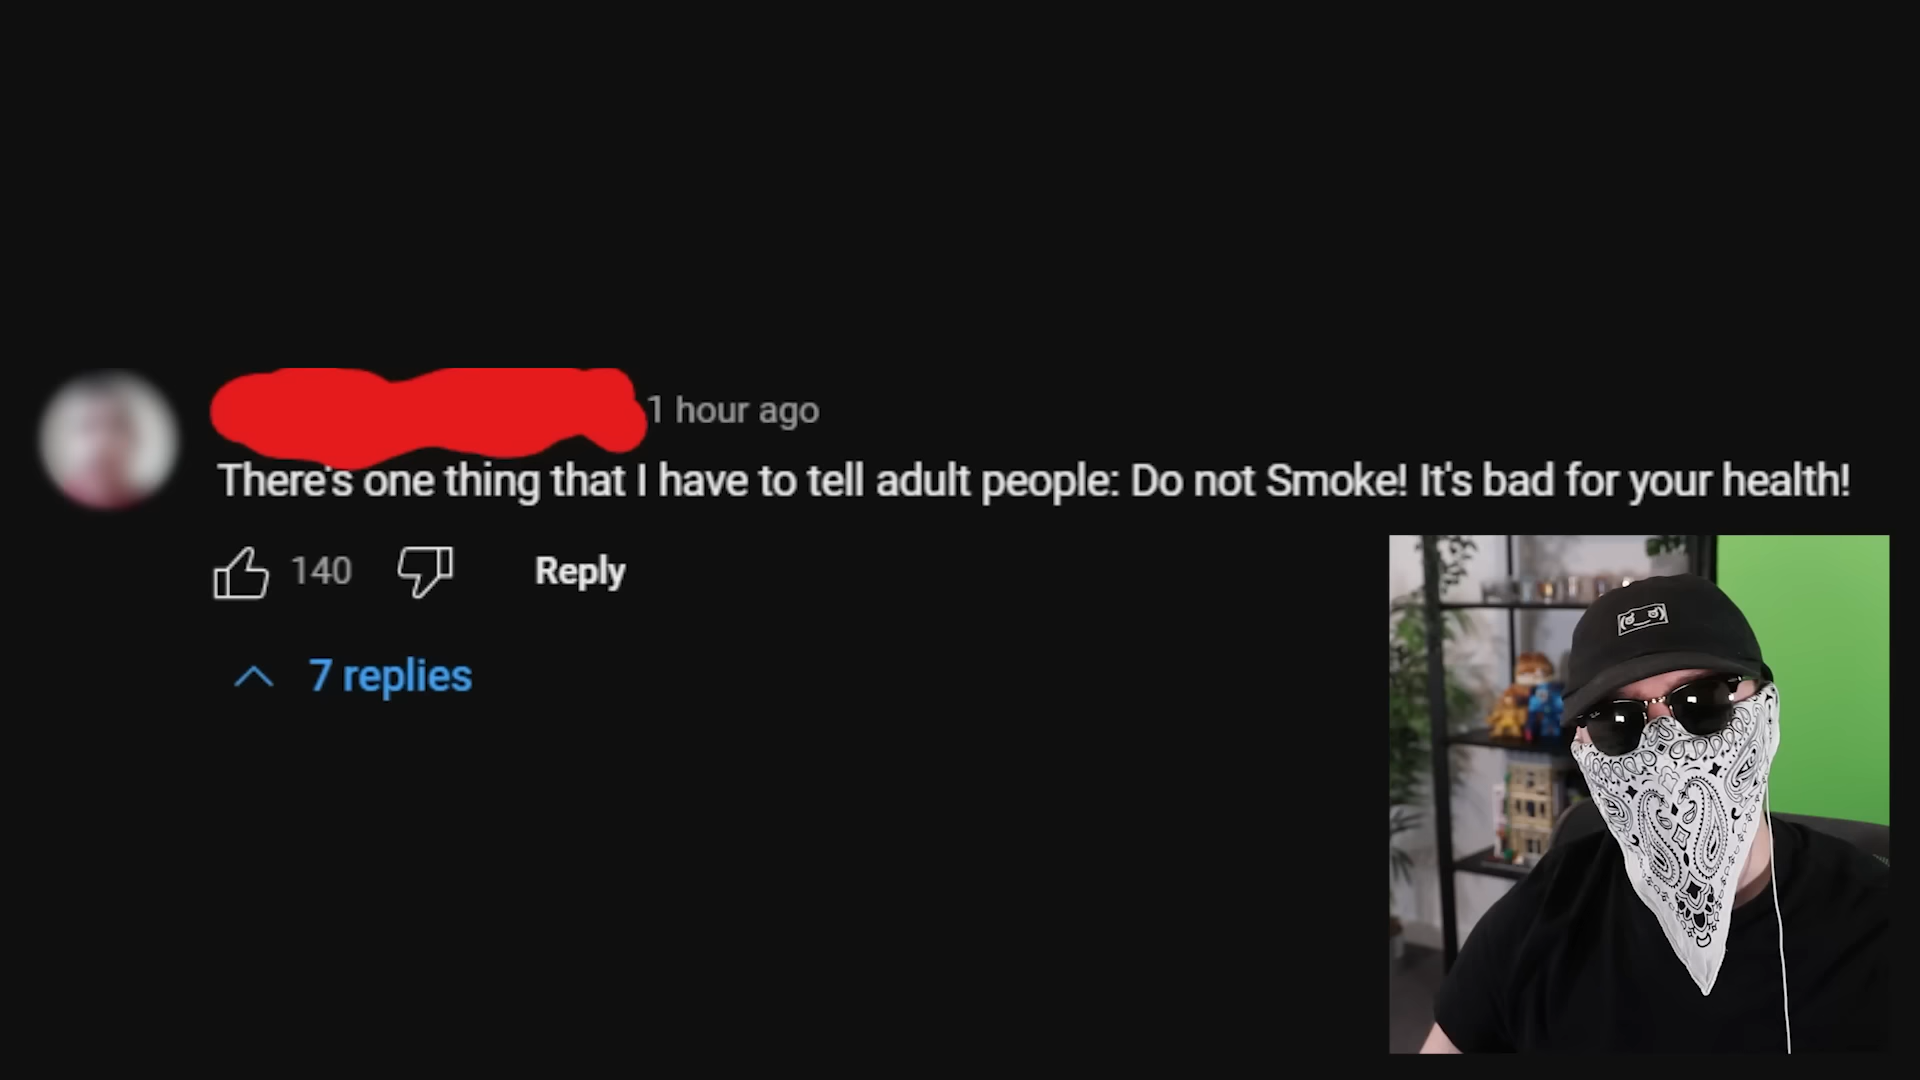 1 hour ago
There's one thing that I have to tell adult people: Do not Smoke! It's bad for your health!
140
Reply
7 replies